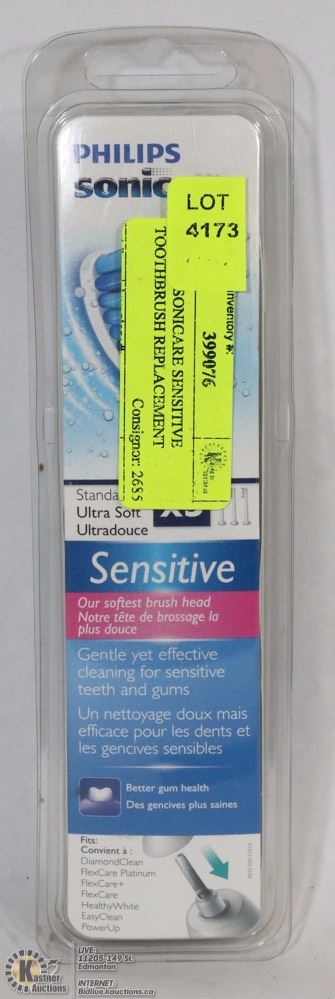 PHILIPS
sonic
LOT
4173
Inventory #:
399076
SONICARE SENSITIVE
TOOTHBRUSH REPLACEMENT
Consignor: 2685
Standa
Ultra Soft
Ultradouce
Sensitive
Our softest brush head
Notre tête de brossage la
plus douce
Gentle yet effective
cleaning for sensitive
teeth and gums
Un nettoyage doux mais
efficace pour les dents et
les gencives sensibles
Better gum health
Des gencives plus saines
Fits:
Convient à :
DiamondClean
FlexCare Platinum
FlexCare+
FlexCare
HealthyWhite
EasyClean
PowerUp
Kastner
Auctions
LIVE:
11205-149 St.
Edmonton
INTERNET:
Bidlive.kauctions.ca